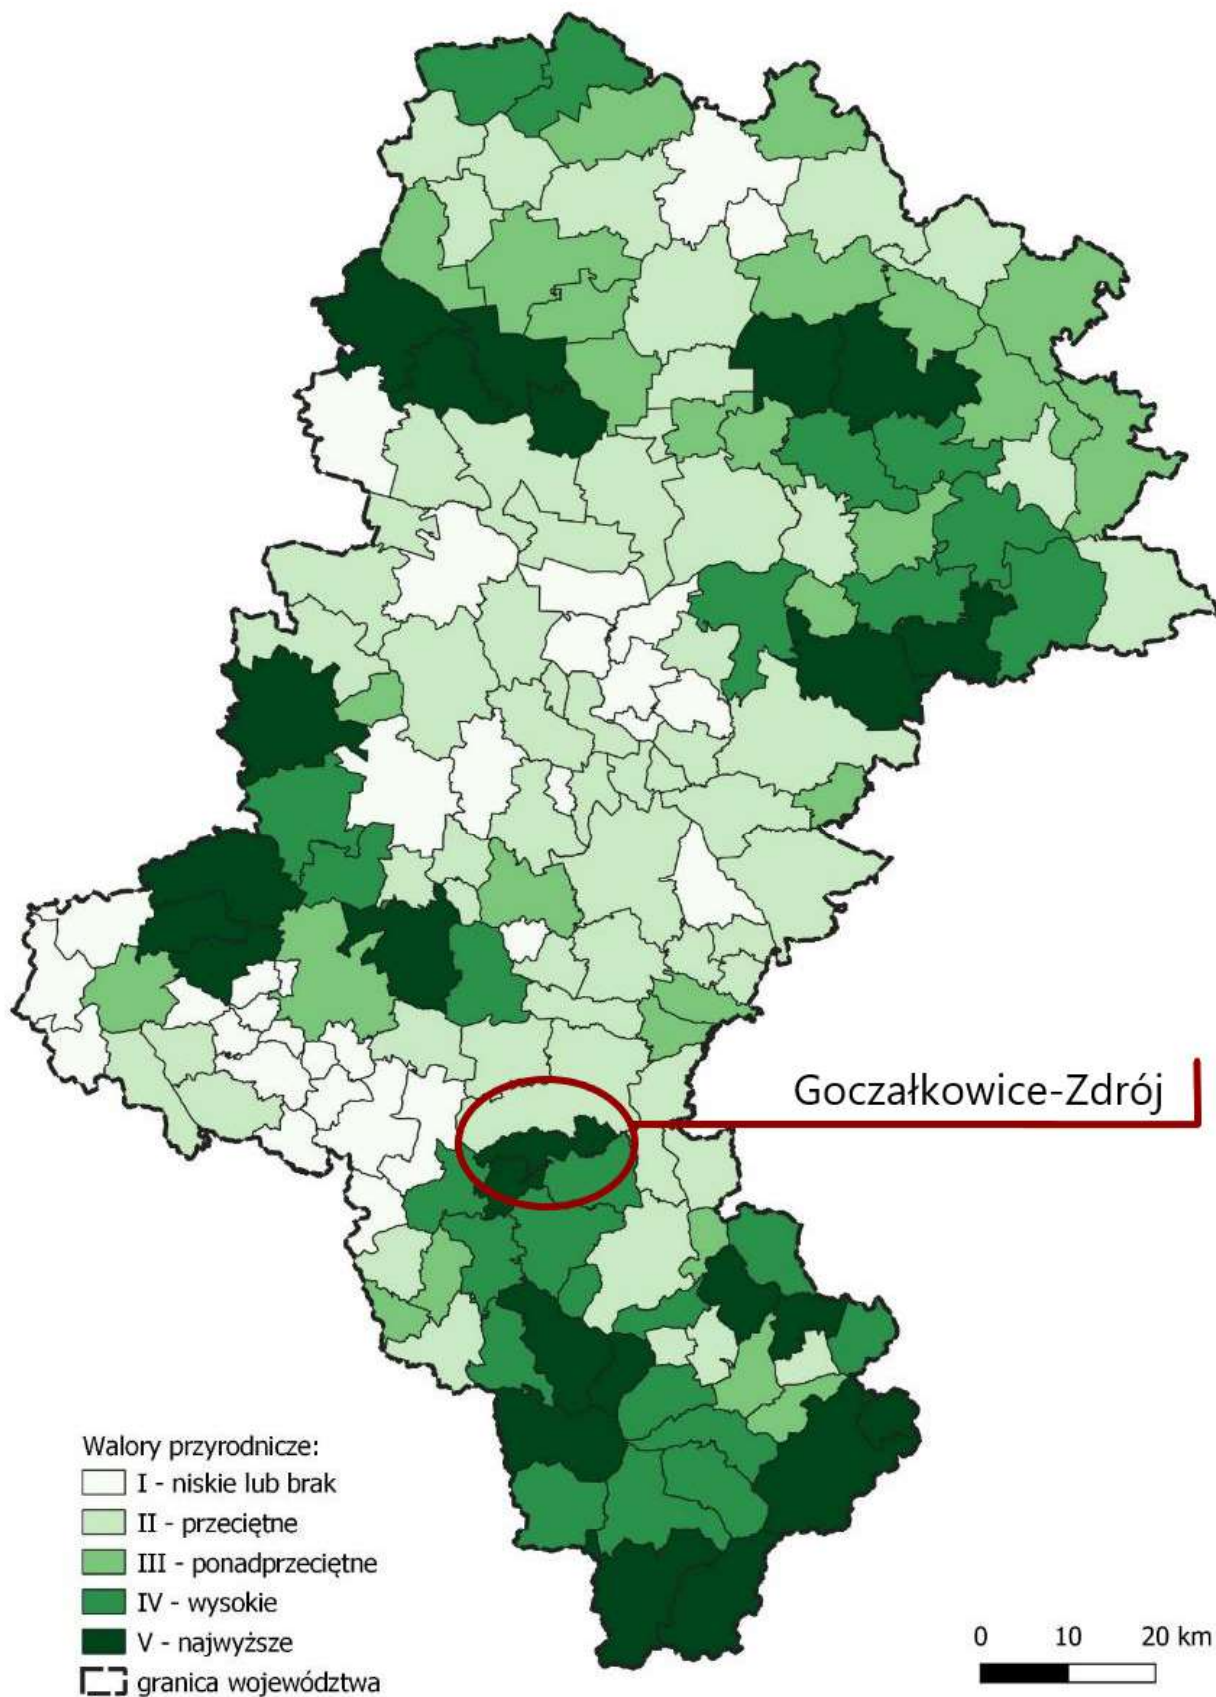 Goczałkowice-Zdrój
Walory przyrodnicze:
I - niskie lub brak
II - przeciętne
III - ponadprzeciętne
IV - wysokie
V - najwyższe
granica województwa
0 10 20 km